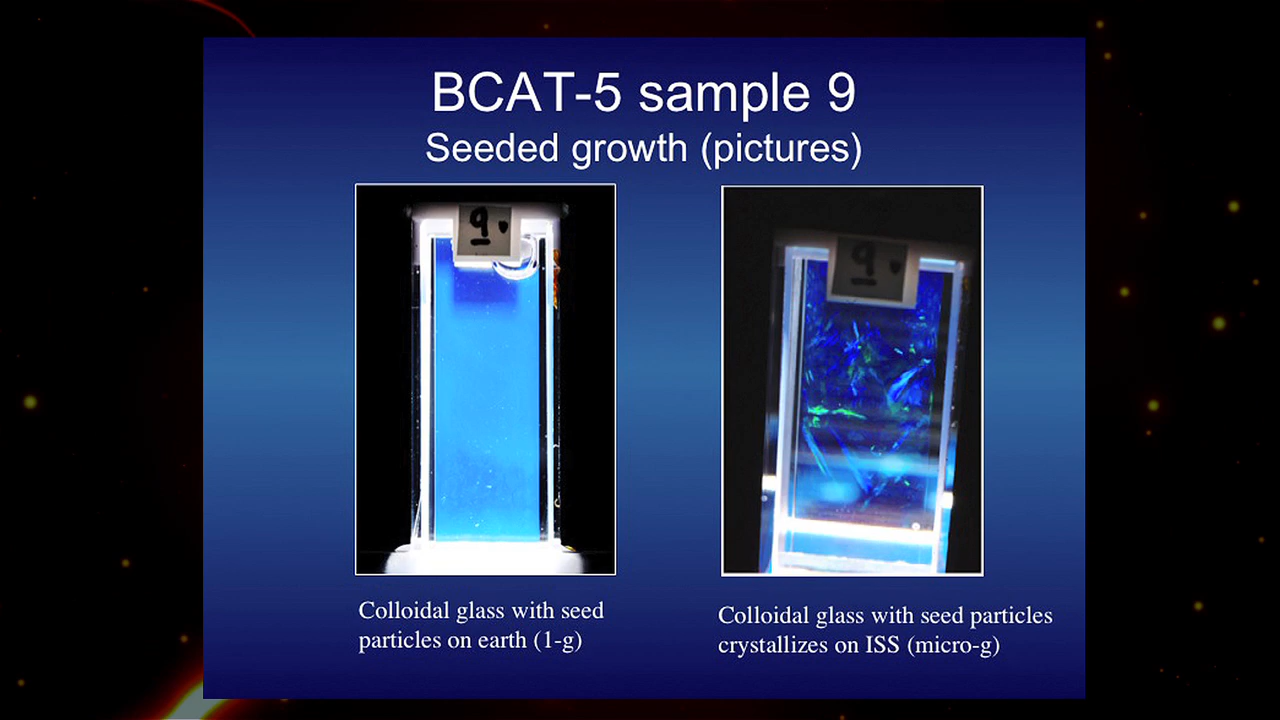 BCAT-5 sample 9
Seeded growth (pictures)
9
9
Colloidal glass with seed
particles on earth (1-g)
Colloidal glass with seed particles
crystallizes on ISS (micro-g)